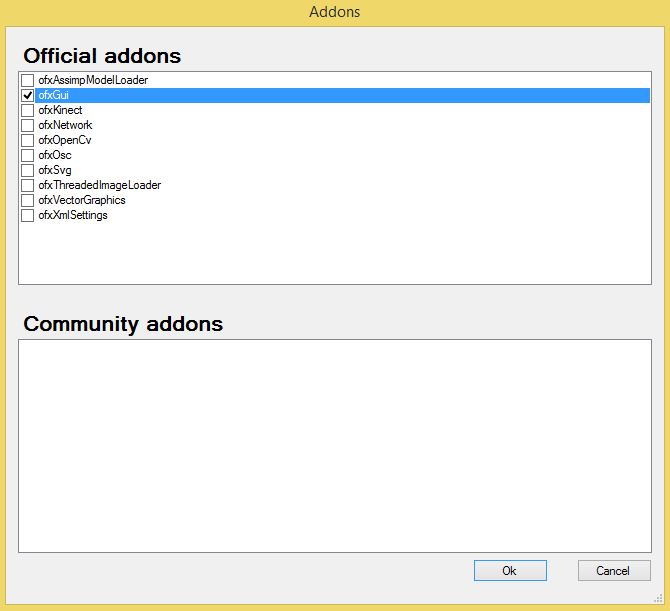 Addons
Official addons
ofxAssimpModelLoader
ofxGui
ofxKinect
ofxNetwork
ofxOpenCv
ofxOsc
ofxSvg
ofxThreadedImageLoader
ofxVectorGraphics
ofxXmlSettings
Community addons
Ok
Cancel